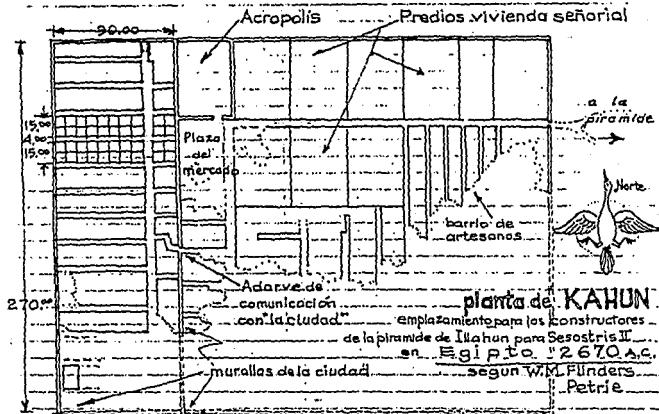 Acropolis
Predios vivienda señorial
90.00
a la
piramide
15.00
4.00
15.00
Plaza
del
mercado
Norte
barrio de
artesanos
270.00
Adarve de
comunicación
con "la ciudad"
planta de KAHUN
emplazamiento para los constructores
de la piramide de Illahun para Sesostris II
en Egipto 2670 A.C.
según W.M. Flinders
Petrie
murallas de la ciudad